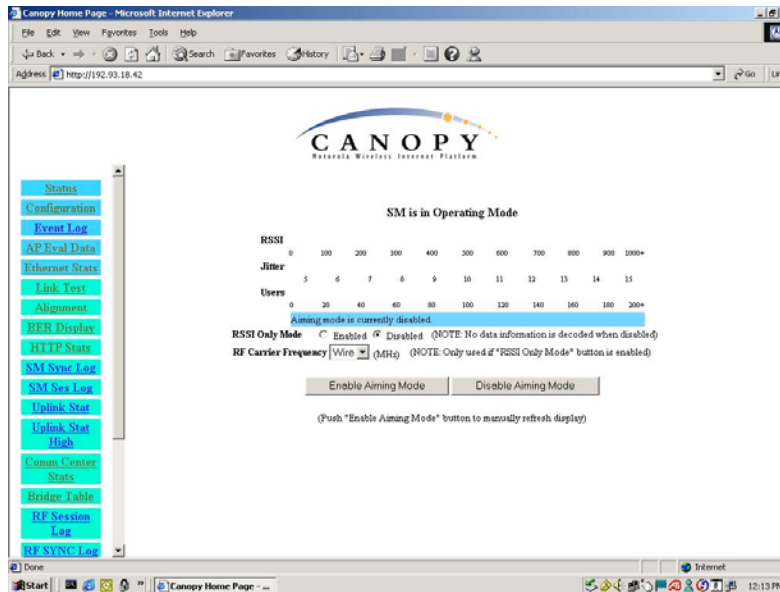 Canopy Home Page - Microsoft Internet Explorer
File Edit View Favorites Tools Help
Back Search Favorites History
Address http://192.93.18.42 Go
CANOPY
Motorola Wireless Internet Platform
Status
Configuration
Event Log
AP Eval Data
Ethernet Stats
Link Test
Alignment
BER Display
HTTP Stats
SM Sync Log
SM Ses Log
Uplink Stat
Uplink Stat
High
Comm Center
Stats
Bridge Table
RF Session
Log
RF SYNC Log
SM is in Operating Mode
RSSI
0 100 200 300 400 500 600 700 800 900 1000+
Jitter
5 6 7 8 9 10 11 12 13 14 15
Users
0 20 40 60 80 100 120 140 160 180 200+
Aiming mode is currently disabled.
RSSI Only Mode Enabled Disabled (NOTE: No data information is decoded when disabled)
RF Carrier Frequency Wire (MHz) (NOTE: Only used if "RSSI Only Mode" button is enabled)
Enable Aiming Mode Disable Aiming Mode
(Push "Enable Aiming Mode" button to manually refresh display)
Done Internet
Start Canopy Home Page - ... 12:13 PM